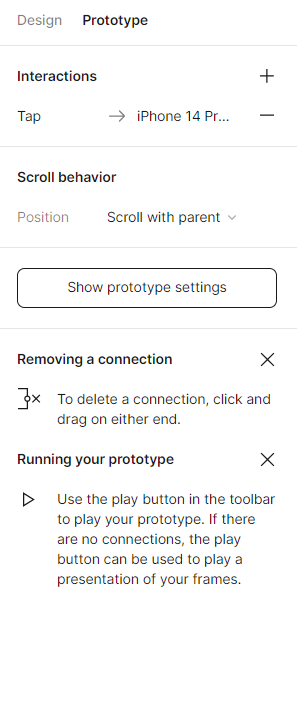 Design Prototype
Interactions
Tap iPhone 14 Pr...
Scroll behavior
Position Scroll with parent
Show prototype settings
Removing a connection
To delete a connection, click and
drag on either end.
Running your prototype
Use the play button in the toolbar
to play your prototype. If there
are no connections, the play
button can be used to play a
presentation of your frames.